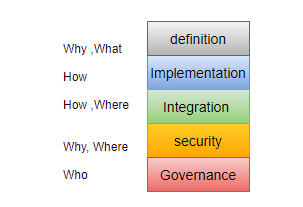 definition
Why ,What
Implementation
How
Integration
How ,Where
security
Why, Where
Governance
Who